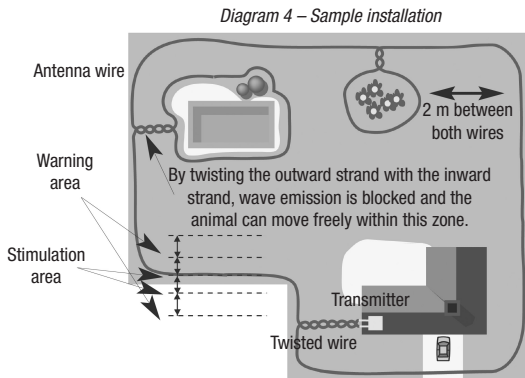 Diagram 4 – Sample installation
Antenna wire
2 m between
both wires
Warning
area
By twisting the outward strand with the inward
strand, wave emission is blocked and the
animal can move freely within this zone.
Stimulation
area
Transmitter
Twisted wire